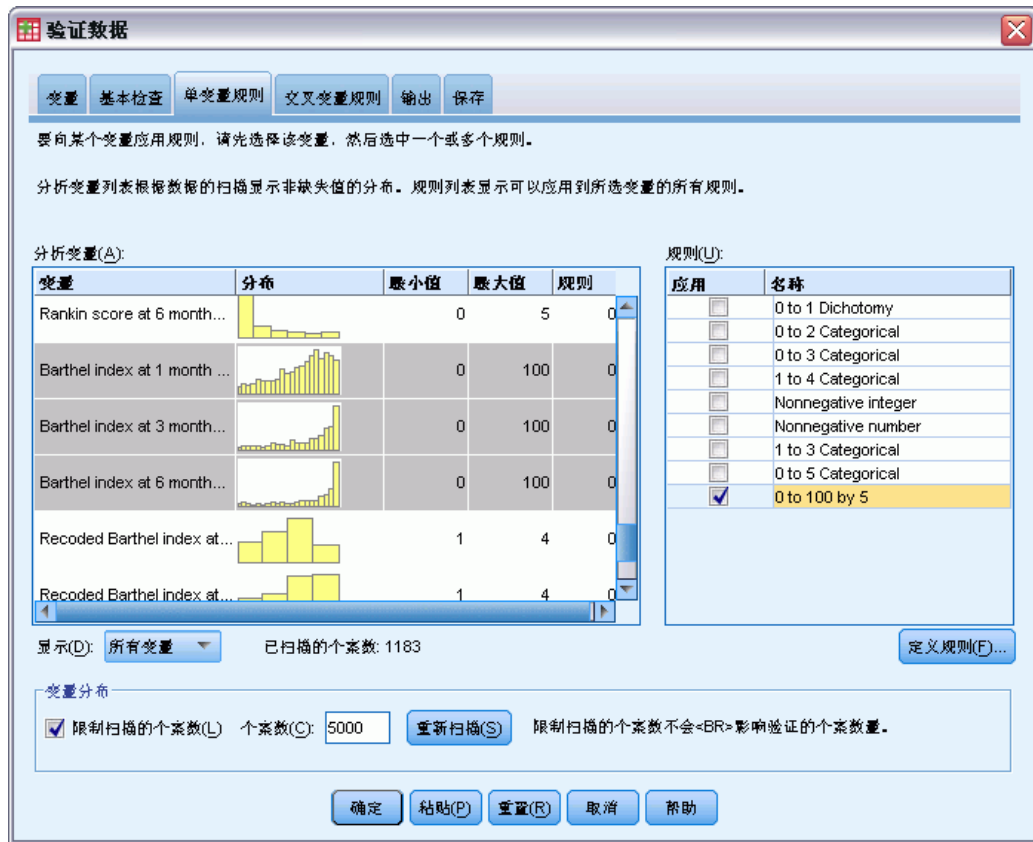 验证数据
变量 基本检查 单变量规则 交叉变量规则 输出 保存
要向某个变量应用规则，请先选择该变量，然后选中一个或多个规则。
分析变量列表根据数据的扫描显示非缺失值的分布。规则列表显示可以应用到所选变量的所有规则。
分析变量(A):
变量 分布 最小值 最大值 规则
Rankin score at 6 month... 0 5 0
Barthel index at 1 month ... 0 100 0
Barthel index at 3 month... 0 100 0
Barthel index at 6 month... 0 100 0
Recoded Barthel index at... 1 4 0
Recoded Barthel index at... 1 4 0
规则(U):
应用 名称
0 to 1 Dichotomy
0 to 2 Categorical
0 to 3 Categorical
1 to 4 Categorical
Nonnegative integer
Nonnegative number
1 to 3 Categorical
0 to 5 Categorical
0 to 100 by 5
显示(D): 所有变量 已扫描的个案数: 1183
定义规则(F)...
变量分布
限制扫描的个案数(L) 个案数(C): 5000 重新扫描(S) 限制扫描的个案数不会<BR>影响验证的个案数量。
确定 粘贴(P) 重置(R) 取消 帮助